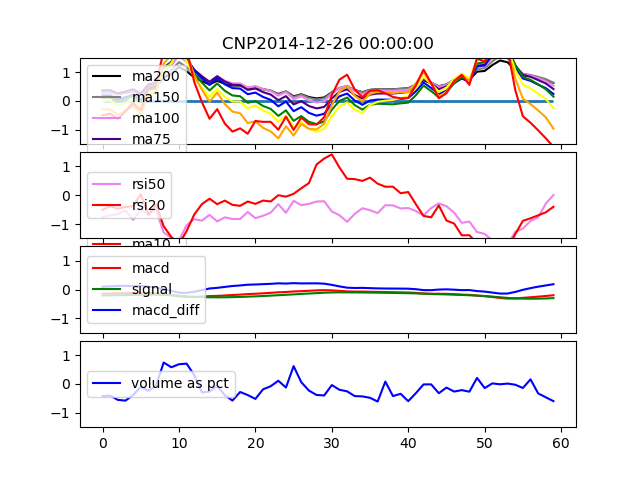 CNP2014-12-26 00:00:00
1
0
−1
ma200
ma150
ma100
ma75
1
0
−1
rsi50
rsi20
ma10
1
0
−1
macd
signal
macd_diff
1
0
−1
volume as pct
0 10 20 30 40 50 60